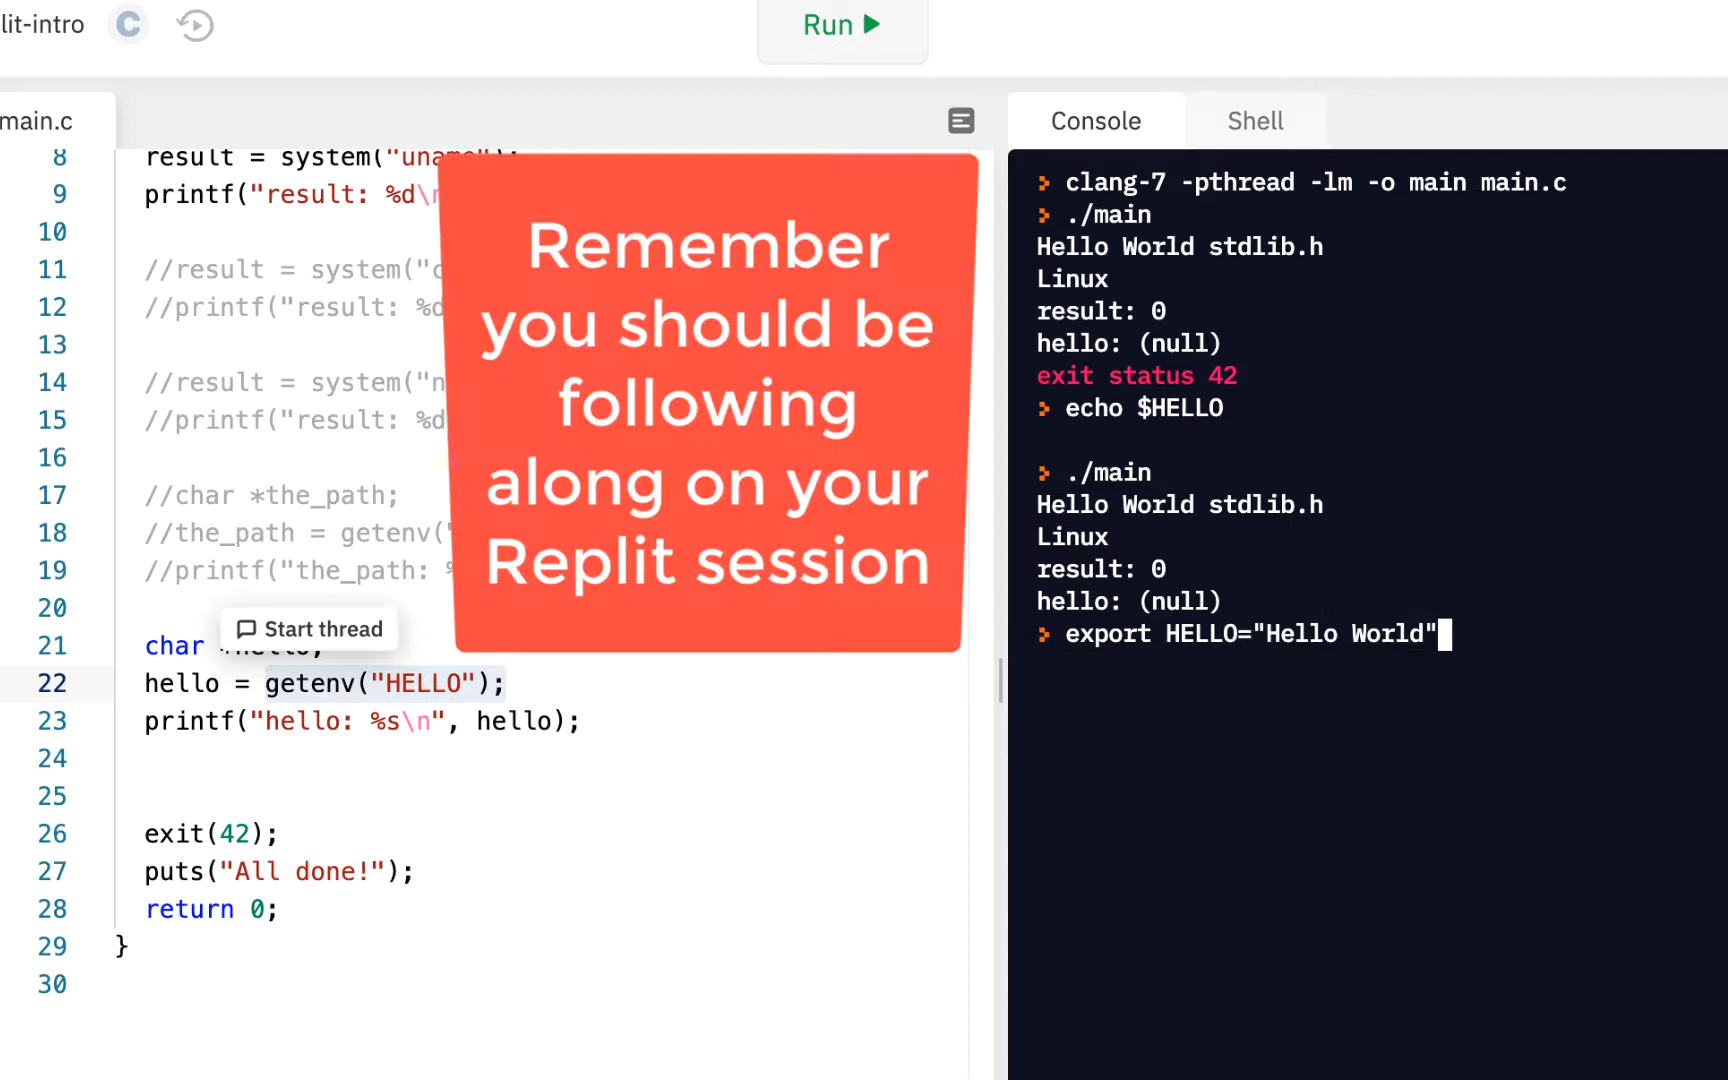 lit-intro
C
Run
main.c
Console
Shell
8 result = system("uname");
9 printf("result: %d\n
10
11 //result = system("c
12 //printf("result: %d
13
14 //result = system("n
15 //printf("result: %d
16
17 //char *the_path;
18 //the_path = getenv("
19 //printf("the_path: %
20
Start thread
21 char *hello;
22 hello = getenv("HELLO");
23 printf("hello: %s\n", hello);
24
25
26 exit(42);
27 puts("All done!");
28 return 0;
29 }
30
Remember
you should be
following
along on your
Replit session
> clang-7 -pthread -lm -o main main.c
> ./main
Hello World stdlib.h
Linux
result: 0
hello: (null)
exit status 42
> echo $HELLO
> ./main
Hello World stdlib.h
Linux
result: 0
hello: (null)
> export HELLO="Hello World"